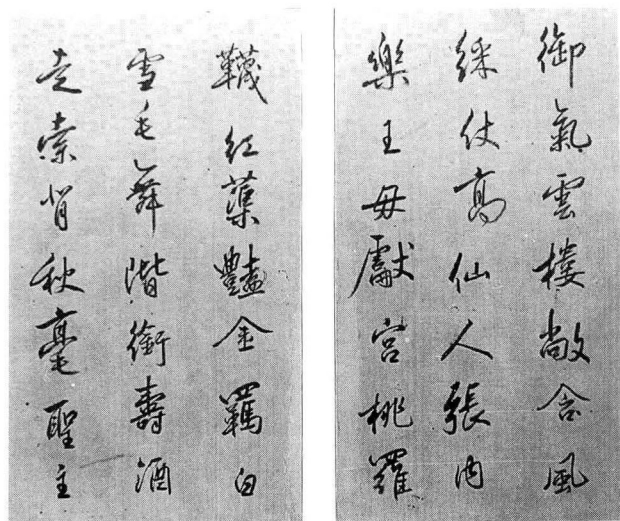 御氣雲樓敞含風
綵仗高仙人張內
樂王母獻宮桃羅
韈紅蕖豔金羈白
雪毛舞階銜壽酒
走索背秋毫聖主